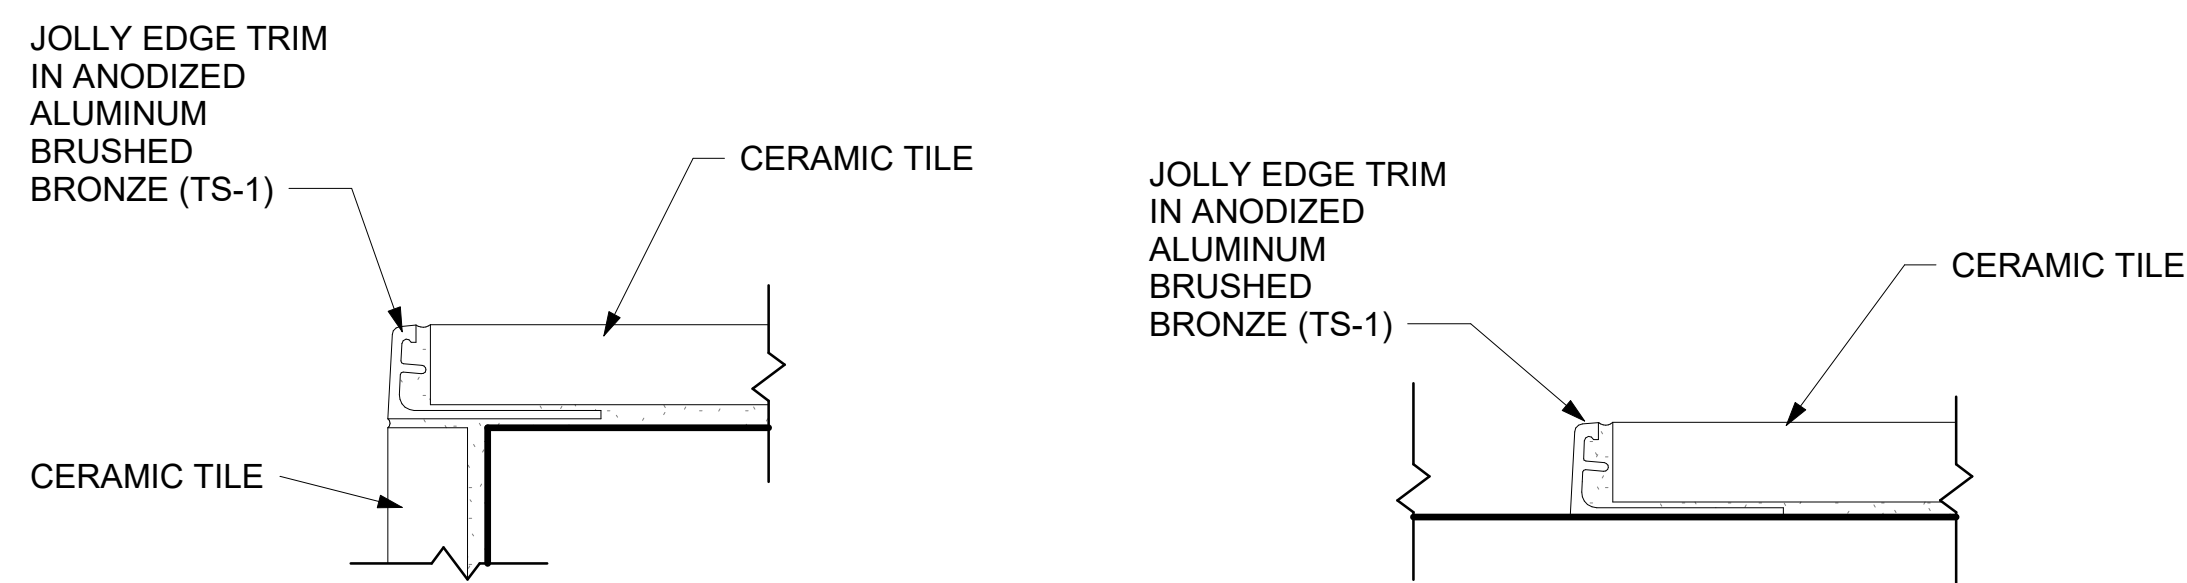 JOLLY EDGE TRIM
IN ANODIZED
ALUMINUM
BRUSHED
BRONZE (TS-1)
CERAMIC TILE
CERAMIC TILE
JOLLY EDGE TRIM
IN ANODIZED
ALUMINUM
BRUSHED
BRONZE (TS-1)
CERAMIC TILE